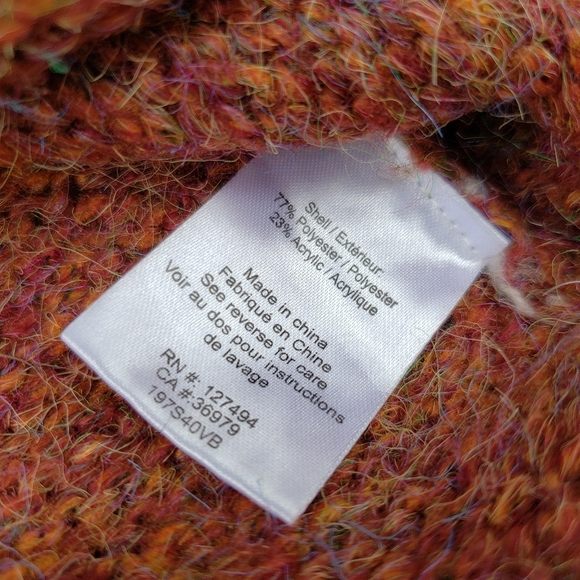 Shell / Extérieur:
77% Polyester / Polyester
23% Acrylic / Acrylique
Made in china
Fabriqué en Chine
See reverse for care
Voir au dos pour instructions
de lavage
RN #: 127494
CA #:36979
197S40VB